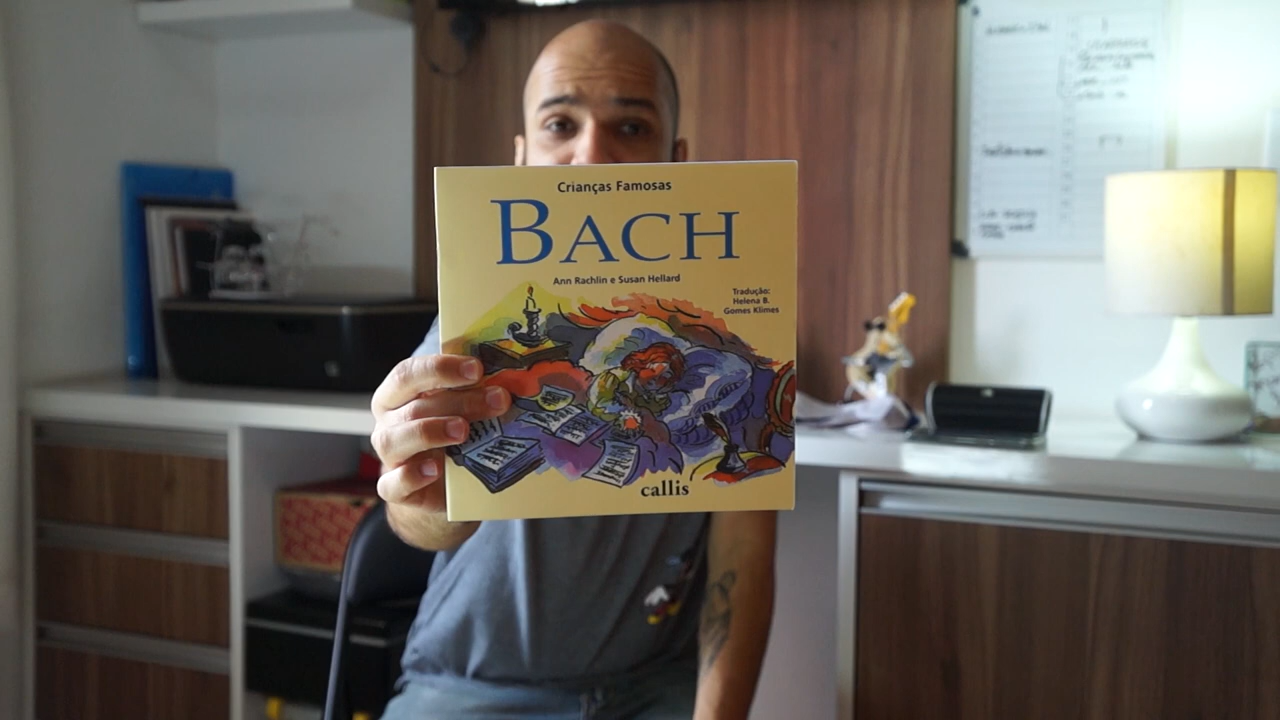 Crianças Famosas
BACH
Ann Rachlin e Susan Hellard
Tradução:
Helena B.
Gomes Klimes
callis